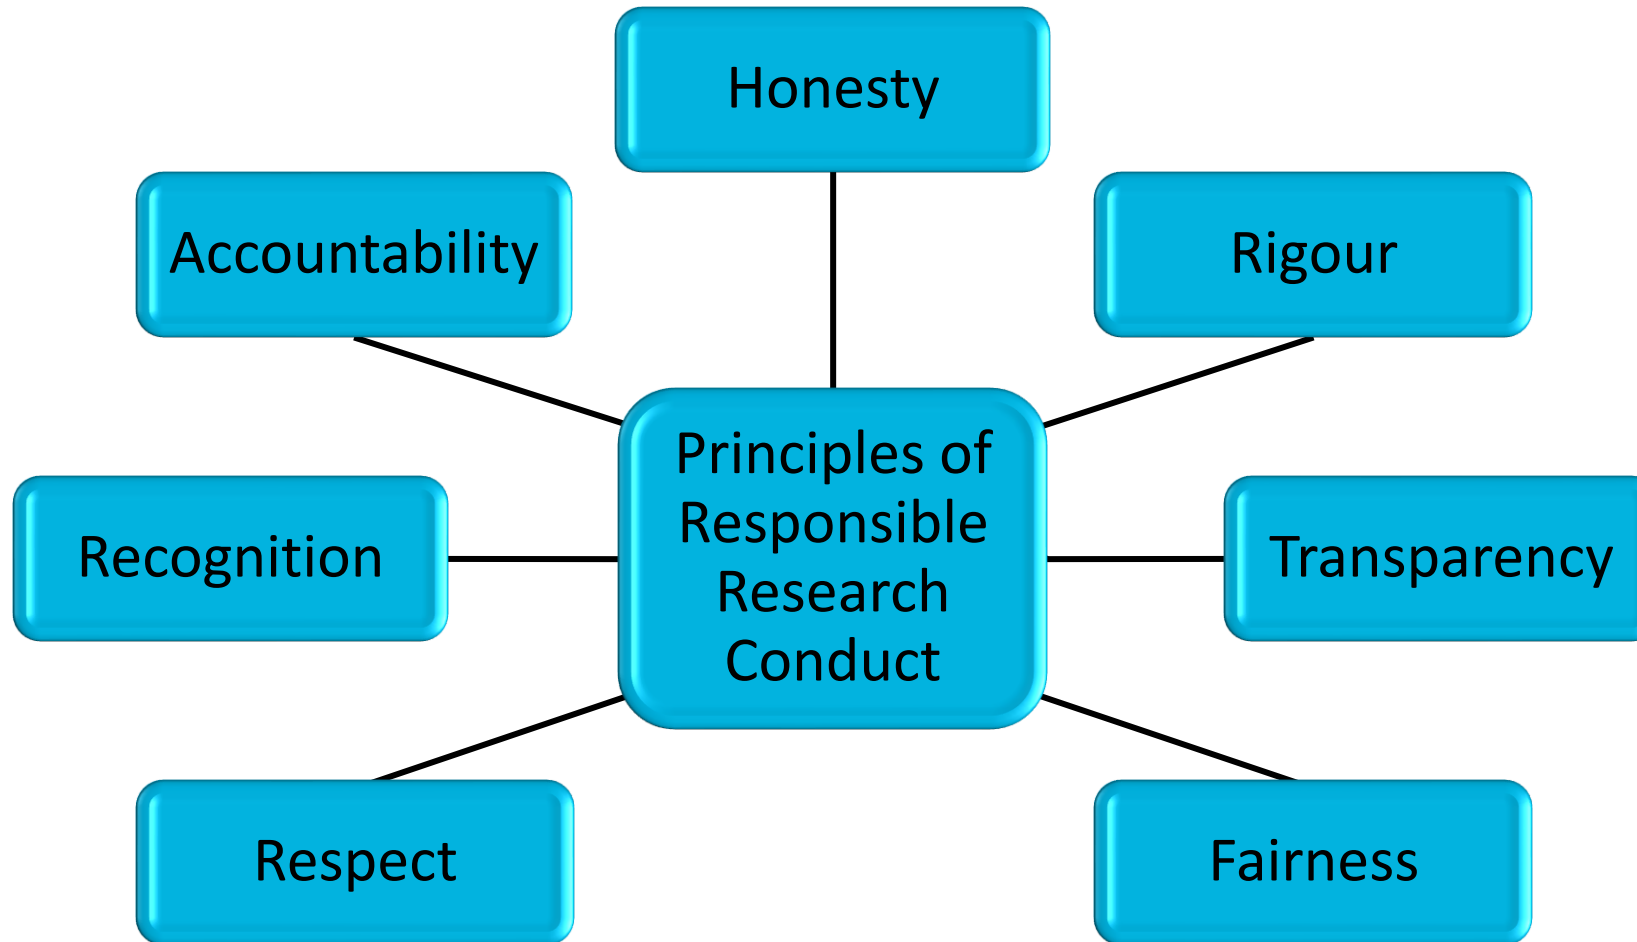 Honesty
Accountability
Rigour
Principles of
Responsible
Research
Conduct
Recognition
Transparency
Respect
Fairness